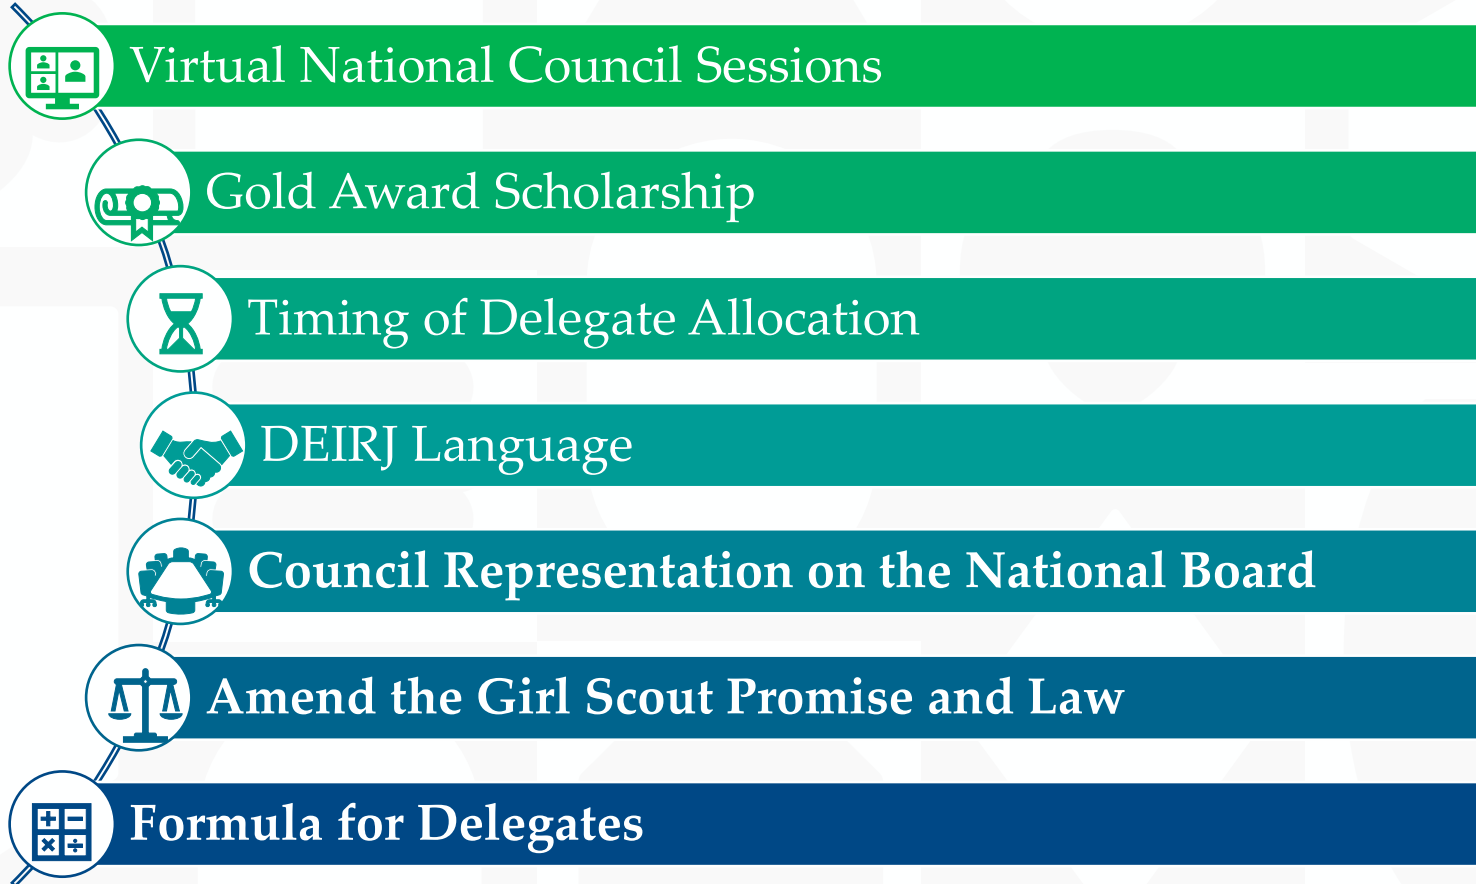 Virtual National Council Sessions
Gold Award Scholarship
Timing of Delegate Allocation
DEIRJ Language
Council Representation on the National Board
Amend the Girl Scout Promise and Law
Formula for Delegates